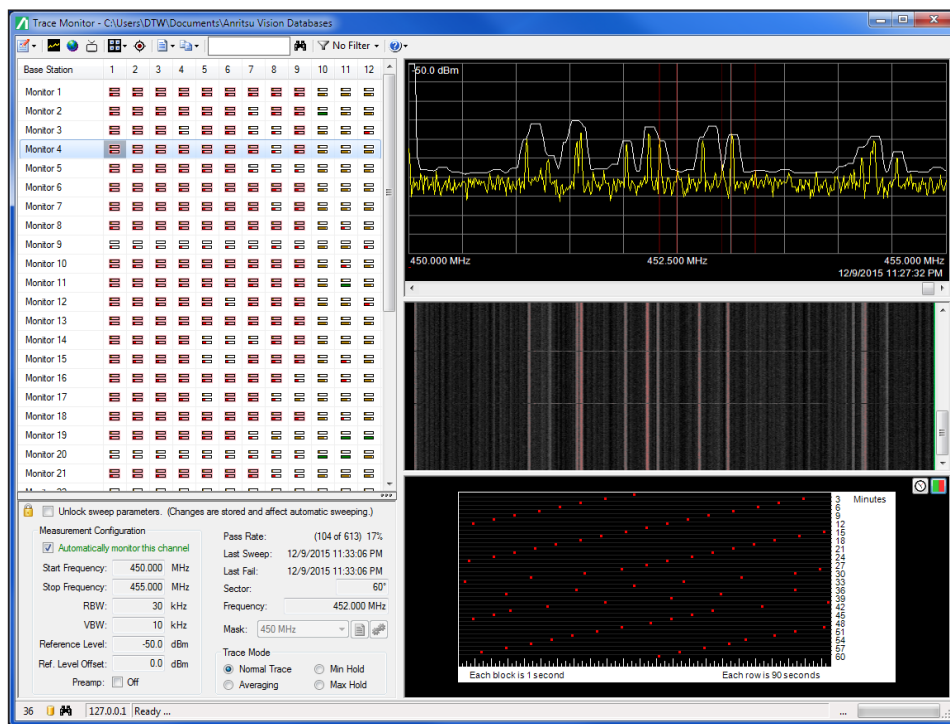 Trace Monitor - C:\Users\DTW\Documents\Anritsu Vision Databases
No Filter
Base Station 1 2 3 4 5 6 7 8 9 10 11 12
Monitor 1
Monitor 2
Monitor 3
Monitor 4
Monitor 5
Monitor 6
Monitor 7
Monitor 8
Monitor 9
Monitor 10
Monitor 11
Monitor 12
Monitor 13
Monitor 14
Monitor 15
Monitor 16
Monitor 17
Monitor 18
Monitor 19
Monitor 20
Monitor 21
-50.0 dBm
450.000 MHz 452.500 MHz 455.000 MHz
12/9/2015 11:27:32 PM
3 Minutes
6
9
12
15
18
21
24
27
30
33
36
39
42
45
48
51
54
57
60
Each block is 1 second Each row is 90 seconds
Unlock sweep parameters. (Changes are stored and affect automatic sweeping.)
Measurement Configuration
Automatically monitor this channel
Start Frequency: 450.000 MHz
Stop Frequency: 455.000 MHz
RBW: 30 kHz
VBW: 10 kHz
Reference Level: -50.0 dBm
Ref. Level Offset: 0.0 dBm
Preamp: Off
Pass Rate: (104 of 613) 17%
Last Sweep: 12/9/2015 11:33:06 PM
Last Fail: 12/9/2015 11:33:06 PM
Sector: 60°
Frequency: 452.000 MHz
Mask: 450 MHz
Trace Mode
Normal Trace Min Hold
Averaging Max Hold
36 127.0.0.1 Ready ... ...